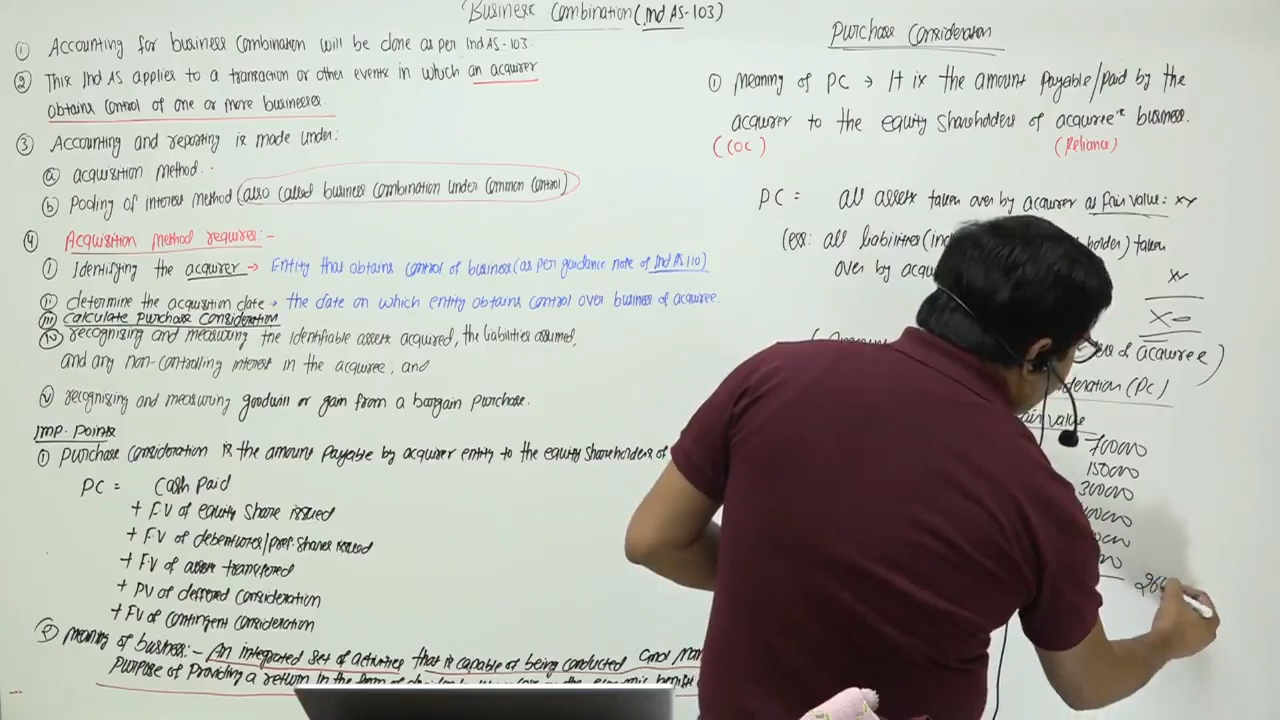 Business Combination (Ind AS-103)
① Accounting for business Combination will be done as per Ind AS-103.
② This Ind AS applies to a transaction or other events in which an acquirer
obtains control of one or more businesses.
③ Accounting and reporting is made under:
ⓐ acquisition method.
ⓑ Pooling of interest method (also called business Combination under Common Control)
④ Acquisition method requires:-
ⓘ Identifying the acquirer → Entity that obtains control of business (as per guidance note of Ind AS 110)
ⓘⓘ determine the acquisition date → the date on which entity obtains control over business of acquiree.
ⓘⓘⓘ calculate purchase consideration
ⓘⓥ recognising and measuring the identifiable assets acquired, the liabilities assumed,
and any non-controlling interest in the acquiree; and
ⓥ recognising and measuring goodwill or gain from a bargain purchase.
Imp. Points
① Purchase Consideration is the amount Payable by acquirer entity to the equity shareholders of
PC = Cash Paid
+ F.V of equity share issued
+ F.V of debentures/pref. shares issued
+ F.V of assets transferred
+ PV of deffered consideration
+ FV of contingent consideration
② Meaning of business:- An integrated set of activities that is capable of being conducted and
purpose of Providing a return in the form of
Purchase Consideration
① meaning of PC → It is the amount Payable/paid by the
acquirer to the equity shareholders of acquiree's business.
(COC) (Reliance)
PC = all assets taken over by acquirer at fair value: xx
Less: all liabilities holder) taken
over by
xx
of acquiree)
(PC)
value
700000
150000
300000